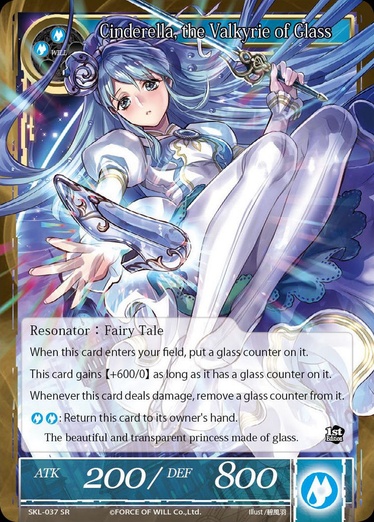 Cinderella, the Valkyrie of Glass
WILL
Resonator : Fairy Tale
When this card enters your field, put a glass counter on it.
This card gains 【+600/0】 as long as it has a glass counter on it.
Whenever this card deals damage, remove a glass counter from it.
: Return this card to its owner's hand.
The beautiful and transparent princess made of glass.
1st Edition
ATK 200 / DEF 800
SKL-037 SR ©FORCE OF WILL Co.,Ltd. Illust/碧風羽